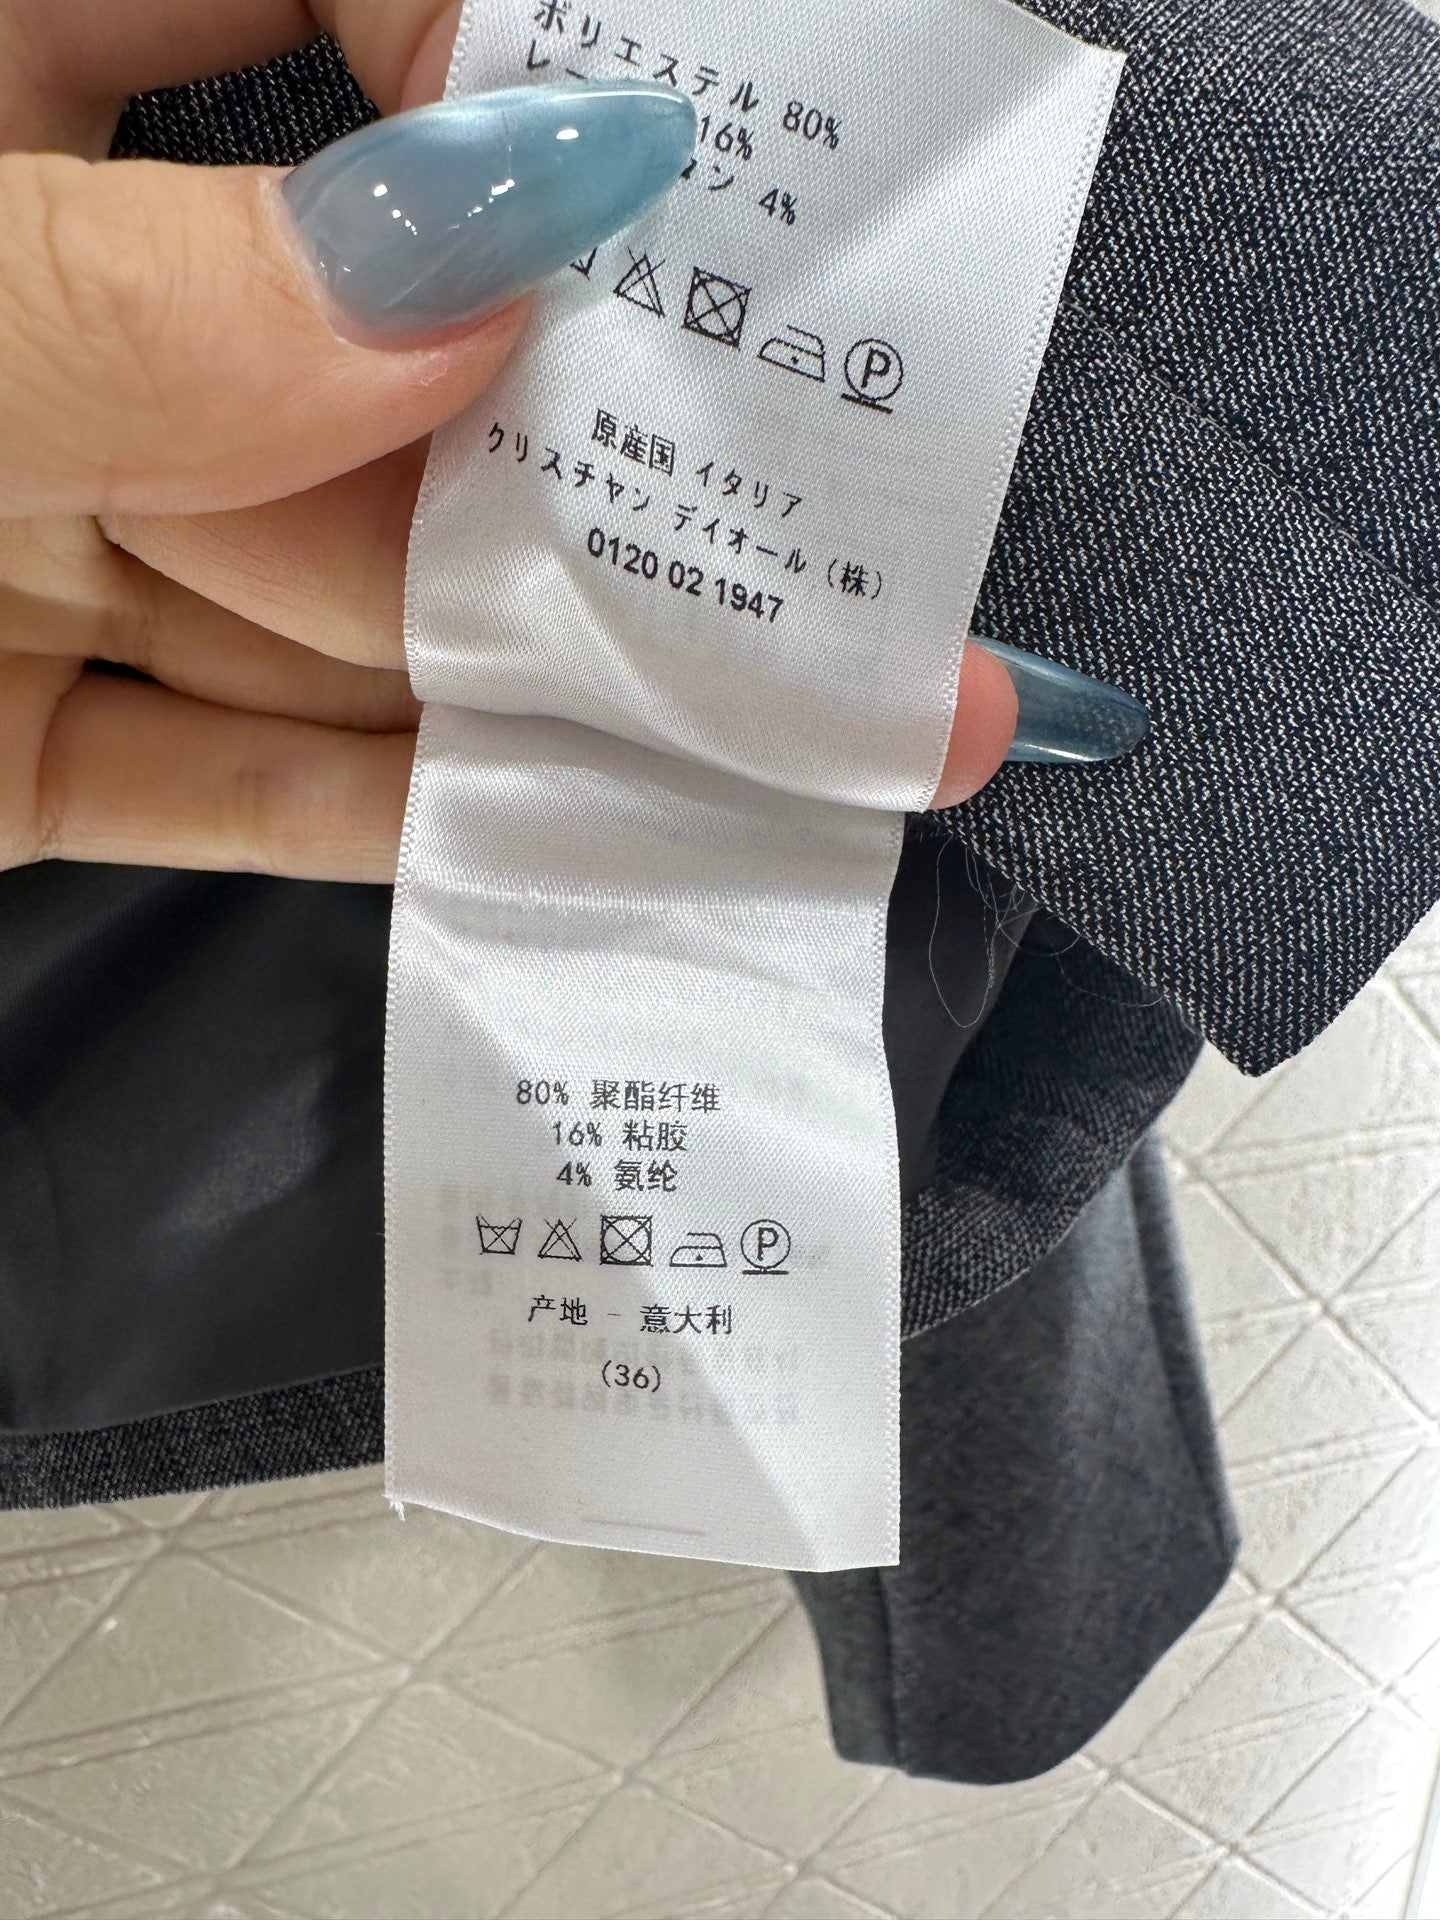 ポリエステル 80%
16%
4%
P
原産国 イタリア
クリスチャン ディオール (株)
0120 02 1947
80% 聚酯纤维
16% 粘胶
4% 氨纶
P
产地 - 意大利
(36)